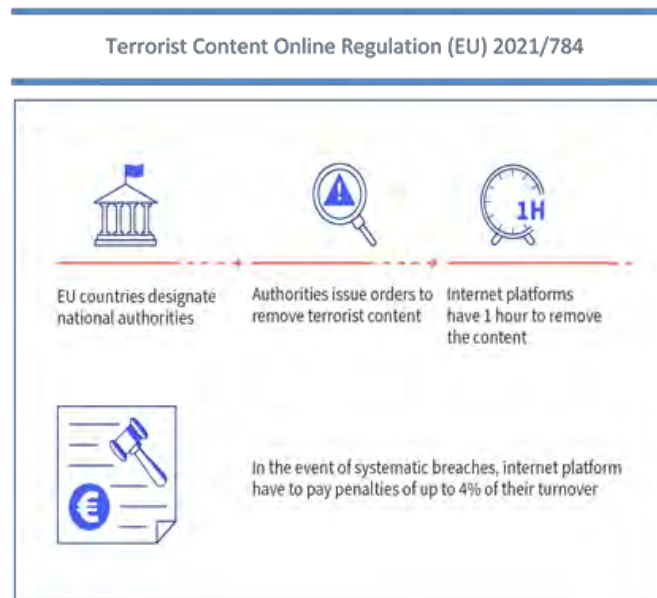 Terrorist Content Online Regulation (EU) 2021/784
1H
EU countries designate
national authorities
Authorities issue orders to
remove terrorist content
Internet platforms
have 1 hour to remove
the content
€
In the event of systematic breaches, internet platform
have to pay penalties of up to 4% of their turnover